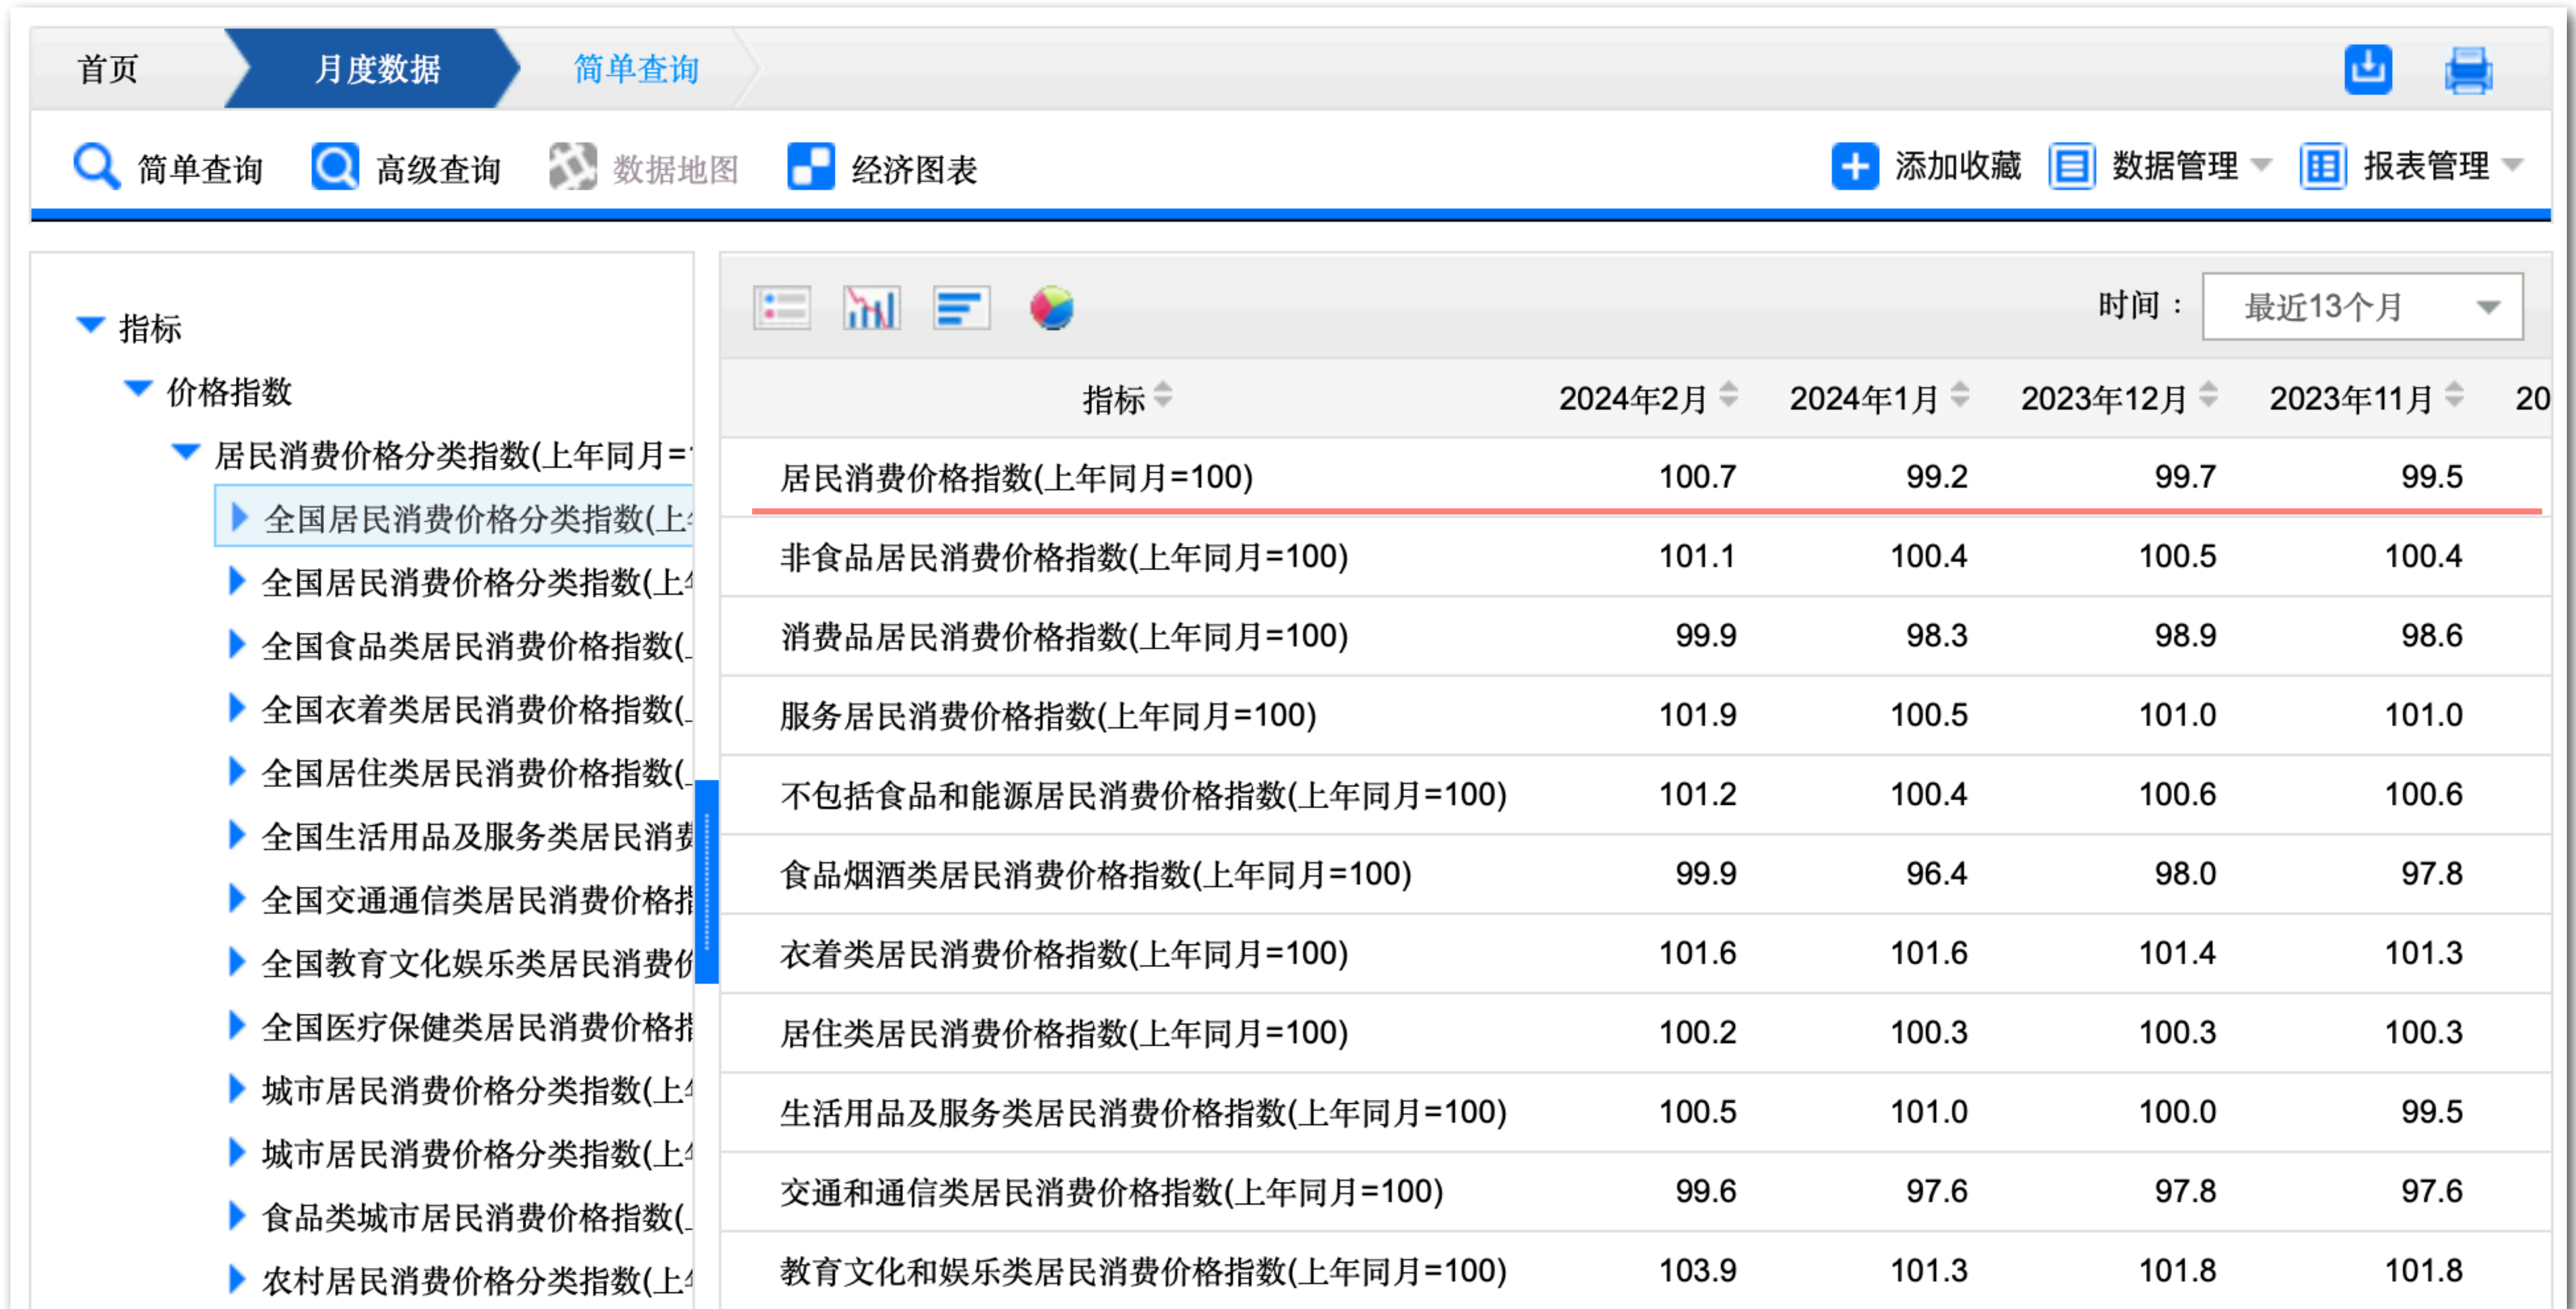 首页 月度数据 简单查询
简单查询 高级查询 数据地图 经济图表 添加收藏 数据管理 报表管理
指标
价格指数
居民消费价格分类指数(上年同月=
全国居民消费价格分类指数(上
全国居民消费价格分类指数(上
全国食品类居民消费价格指数(
全国衣着类居民消费价格指数(
全国居住类居民消费价格指数(
全国生活用品及服务类居民消费
全国交通通信类居民消费价格指
全国教育文化娱乐类居民消费价
全国医疗保健类居民消费价格指
城市居民消费价格分类指数(上
城市居民消费价格分类指数(上
食品类城市居民消费价格指数(
农村居民消费价格分类指数(上
时间： 最近13个月
指标 2024年2月 2024年1月 2023年12月 2023年11月 20
居民消费价格指数(上年同月=100) 100.7 99.2 99.7 99.5
非食品居民消费价格指数(上年同月=100) 101.1 100.4 100.5 100.4
消费品居民消费价格指数(上年同月=100) 99.9 98.3 98.9 98.6
服务居民消费价格指数(上年同月=100) 101.9 100.5 101.0 101.0
不包括食品和能源居民消费价格指数(上年同月=100) 101.2 100.4 100.6 100.6
食品烟酒类居民消费价格指数(上年同月=100) 99.9 96.4 98.0 97.8
衣着类居民消费价格指数(上年同月=100) 101.6 101.6 101.4 101.3
居住类居民消费价格指数(上年同月=100) 100.2 100.3 100.3 100.3
生活用品及服务类居民消费价格指数(上年同月=100) 100.5 101.0 100.0 99.5
交通和通信类居民消费价格指数(上年同月=100) 99.6 97.6 97.8 97.6
教育文化和娱乐类居民消费价格指数(上年同月=100) 103.9 101.3 101.8 101.8